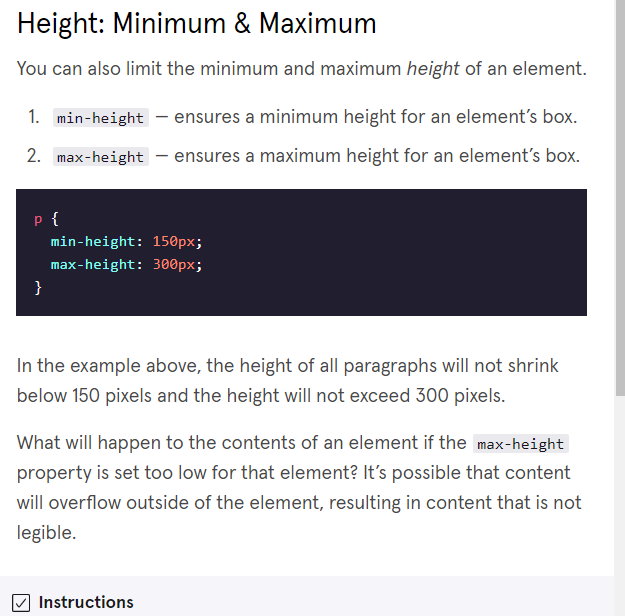 Height: Minimum & Maximum
You can also limit the minimum and maximum height of an element.
1. min-height — ensures a minimum height for an element’s box.
2. max-height — ensures a maximum height for an element’s box.
p {
  min-height: 150px;
  max-height: 300px;
}
In the example above, the height of all paragraphs will not shrink
below 150 pixels and the height will not exceed 300 pixels.
What will happen to the contents of an element if the max-height
property is set too low for that element? It’s possible that content
will overflow outside of the element, resulting in content that is not
legible.
Instructions